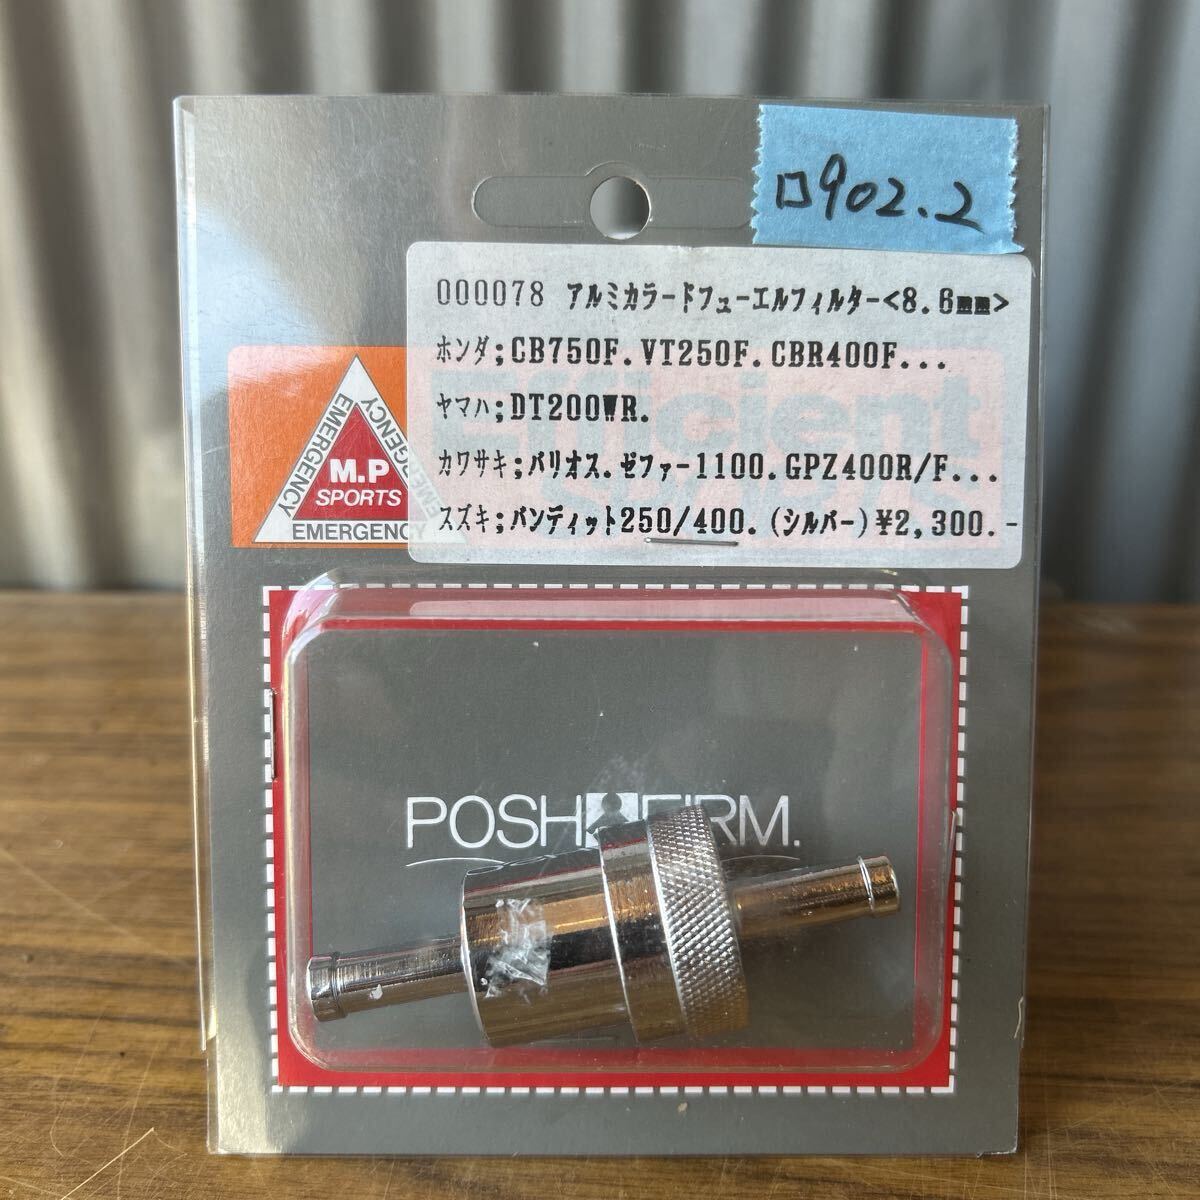 ロ902.2
000078 アルミカラードフューエルフィルター<8.6mm>
ホンダ;CB750F.VT250F.CBR400F...
ヤマハ;DT200WR.
カワサキ;バリオス.ゼファー1100.GPZ400R/F...
スズキ;バンディット250/400.(シルバー)¥2,300.-
Efficient
EMERGENCY
EMERGENCY
M.P
SPORTS
EMERGENCY
POSH FIRM.